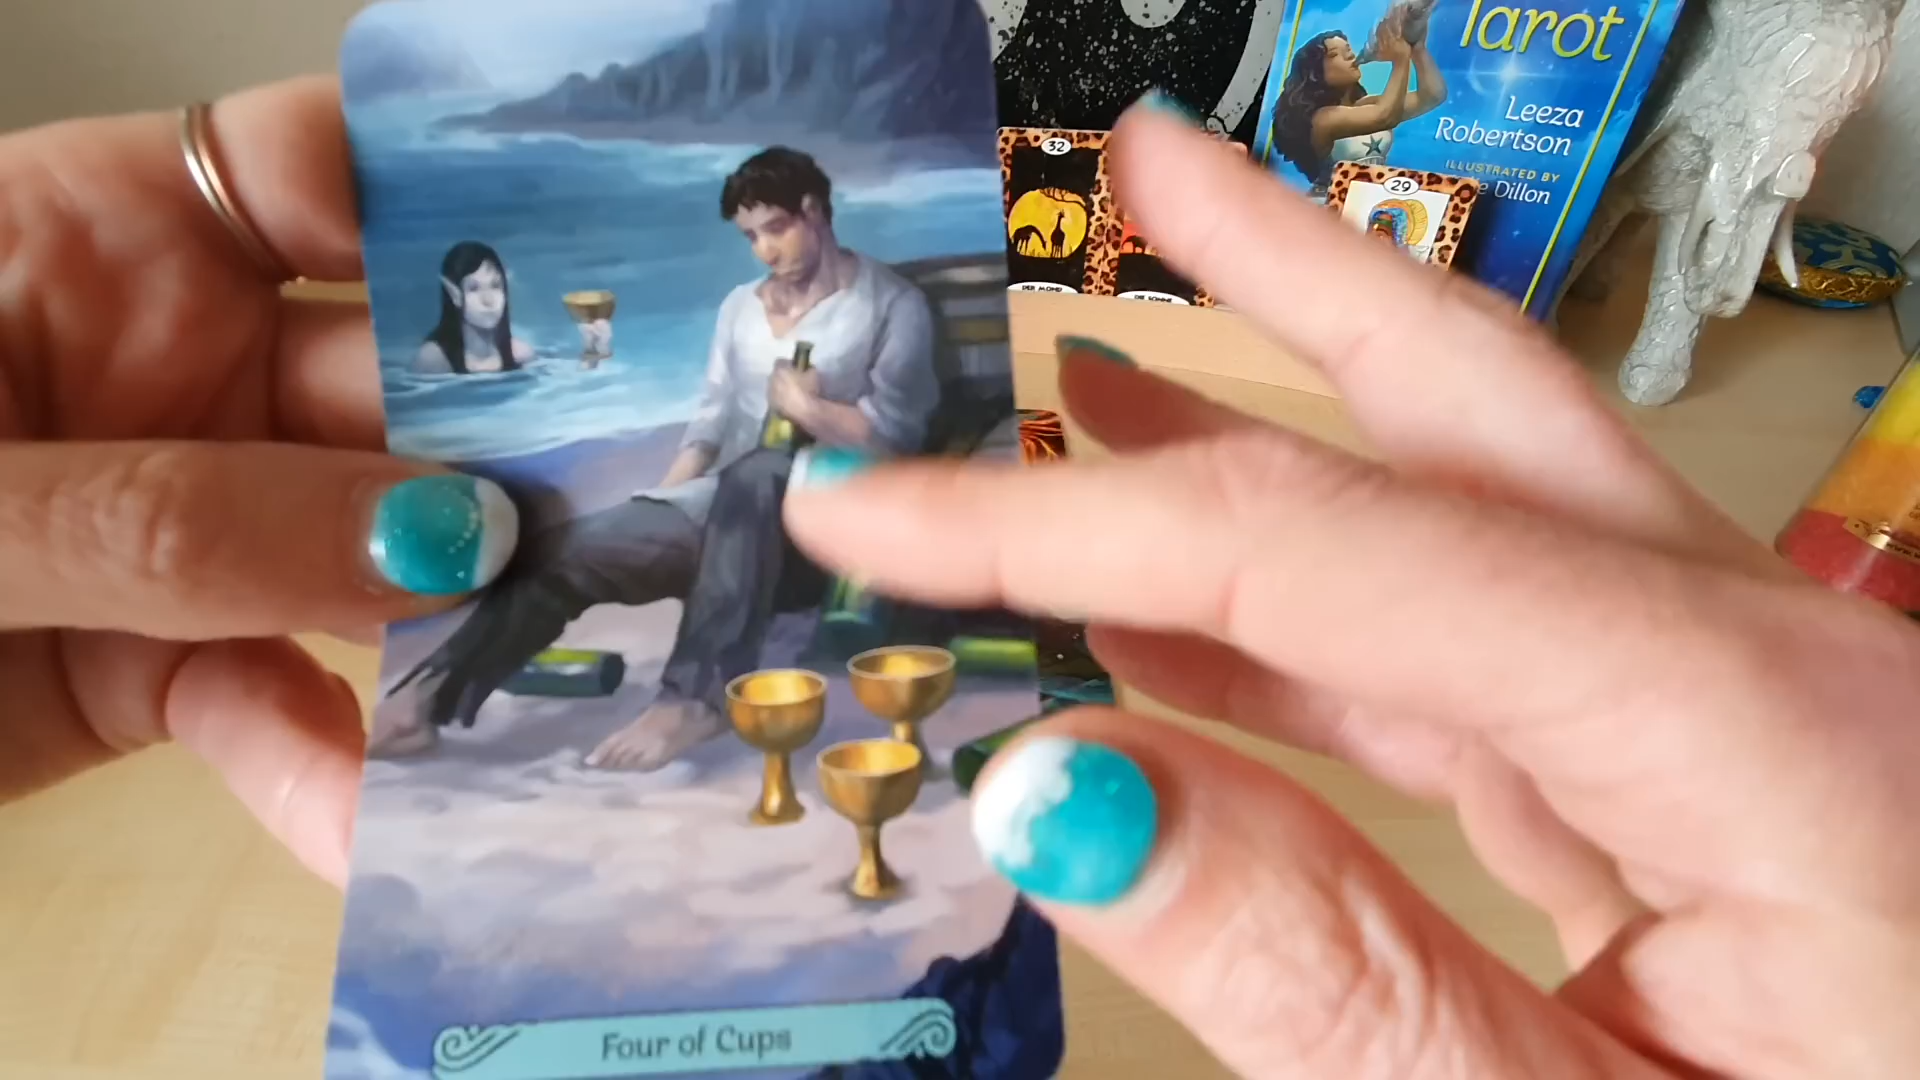 Tarot
Leeza
Robertson
ILLUSTRATED BY
Dillon
32
29
DER MOND
DIE SONNE
Four of Cups